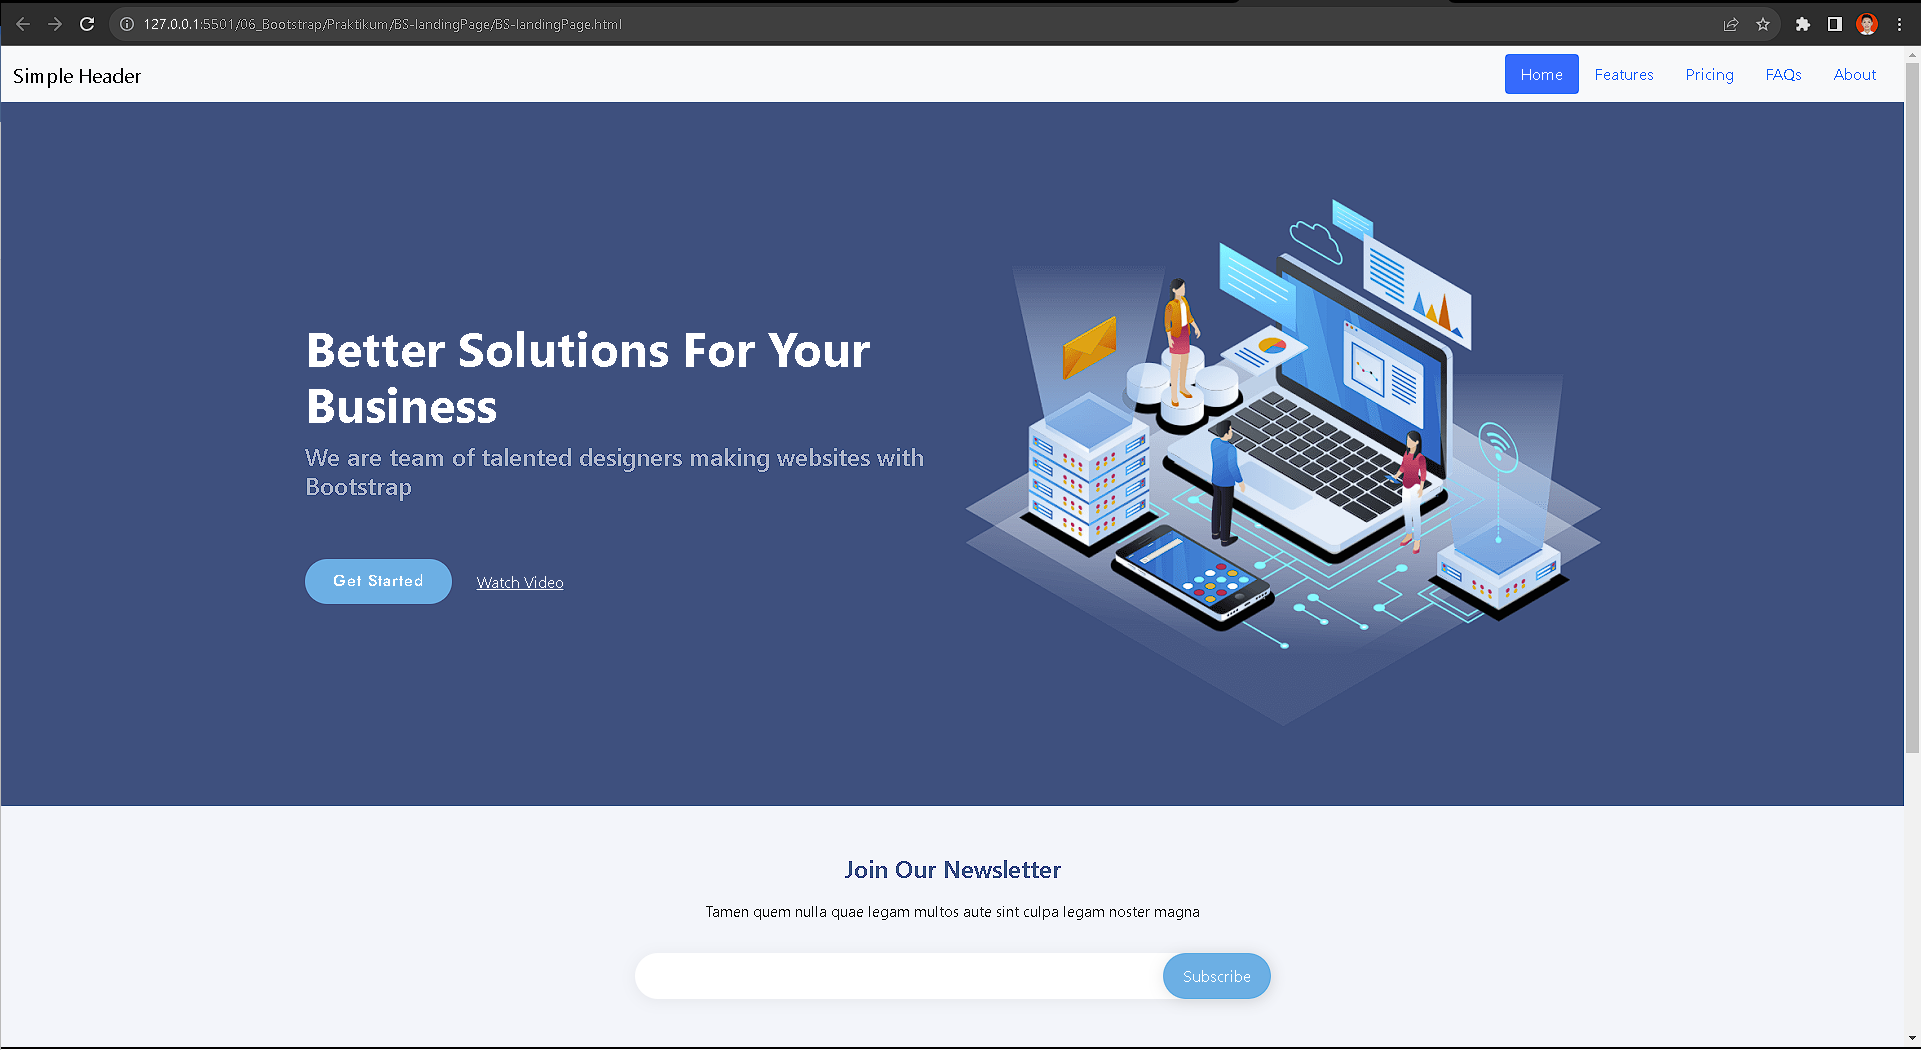 127.0.0.1:5501/06_Bootstrap/Praktikum/BS-landingPage/BS-landingPage.html
Simple Header
Home Features Pricing FAQs About
Better Solutions For Your
Business
We are team of talented designers making websites with
Bootstrap
Get Started Watch Video
Join Our Newsletter
Tamen quem nulla quae legam multos aute sint culpa legam noster magna
Subscribe